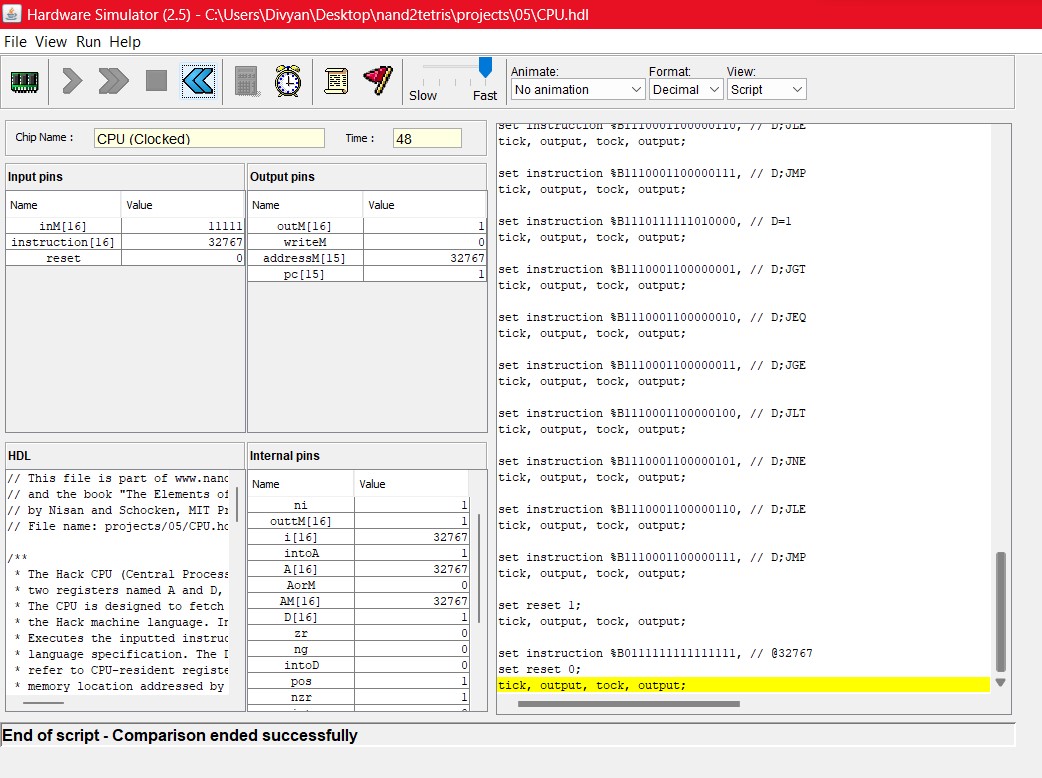 Hardware Simulator (2.5) - C:\Users\Divyan\Desktop\nand2tetris\projects\05\CPU.hdl
File View Run Help
Slow Fast
Animate: Format: View:
No animation Decimal Script
Chip Name : CPU (Clocked) Time : 48
Input pins
Name Value
inM[16] 11111
instruction[16] 32767
reset 0
Output pins
Name Value
outM[16] 1
writeM 0
addressM[15] 32767
pc[15] 1
HDL
// This file is part of www.nand
// and the book "The Elements of
// by Nisan and Schocken, MIT Pr
// File name: projects/05/CPU.hd
/**
* The Hack CPU (Central Process
* two registers named A and D,
* The CPU is designed to fetch
* the Hack machine language. In
* Executes the inputted instruc
* language specification. The D
* refer to CPU-resident registe
* memory location addressed by
Internal pins
Name Value
ni 1
outtM[16] 1
i[16] 32767
intoA 1
A[16] 32767
AorM 0
AM[16] 32767
D[16] 1
zr 0
ng 0
intoD 0
pos 1
nzr 1
set instruction %B1110001100000110, // D;JLE
tick, output, tock, output;
set instruction %B1110001100000111, // D;JMP
tick, output, tock, output;
set instruction %B1110111111010000, // D=1
tick, output, tock, output;
set instruction %B1110001100000001, // D;JGT
tick, output, tock, output;
set instruction %B1110001100000010, // D;JEQ
tick, output, tock, output;
set instruction %B1110001100000011, // D;JGE
tick, output, tock, output;
set instruction %B1110001100000100, // D;JLT
tick, output, tock, output;
set instruction %B1110001100000101, // D;JNE
tick, output, tock, output;
set instruction %B1110001100000110, // D;JLE
tick, output, tock, output;
set instruction %B1110001100000111, // D;JMP
tick, output, tock, output;
set reset 1;
tick, output, tock, output;
set instruction %B0111111111111111, // @32767
set reset 0;
tick, output, tock, output;
End of script - Comparison ended successfully